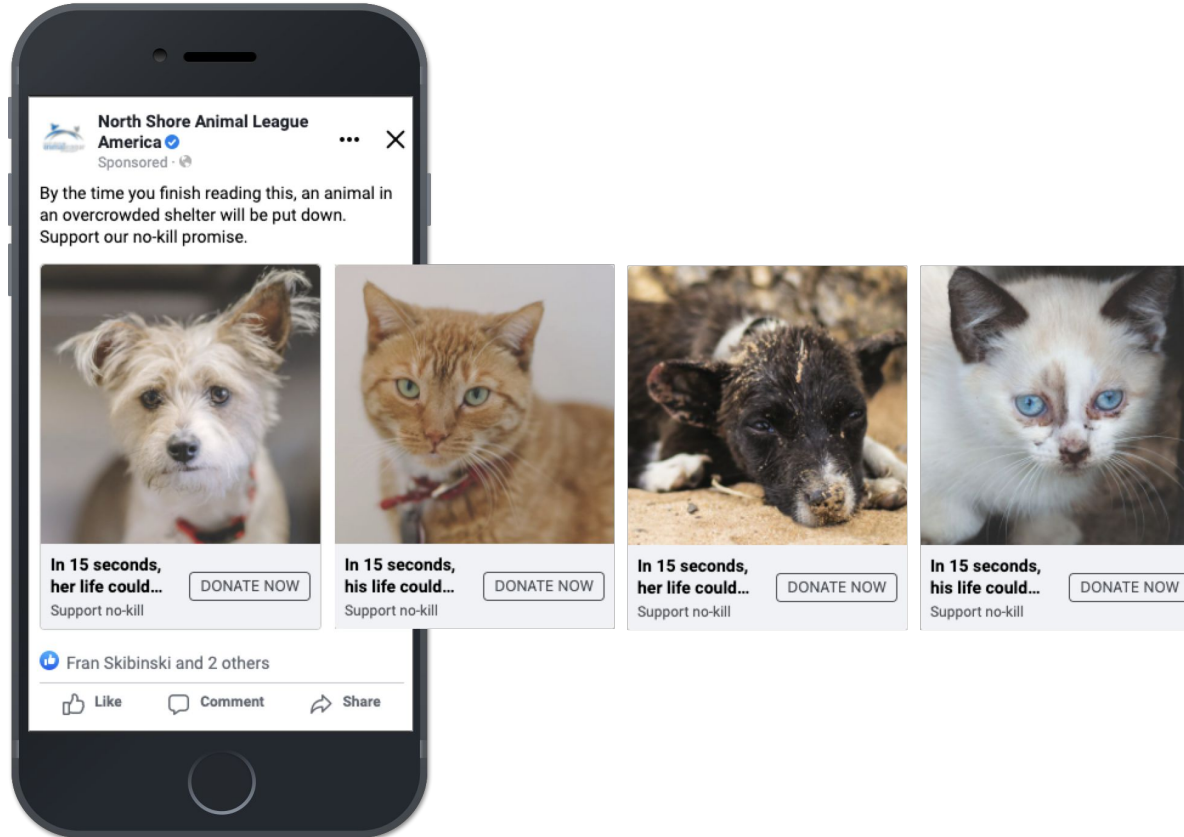 North Shore Animal League
America
Sponsored ·
By the time you finish reading this, an animal in
an overcrowded shelter will be put down.
Support our no-kill promise.
In 15 seconds,
her life could...
Support no-kill
DONATE NOW
In 15 seconds,
his life could...
Support no-kill
DONATE NOW
In 15 seconds,
her life could...
Support no-kill
DONATE NOW
In 15 seconds,
his life could...
Support no-kill
DONATE NOW
Fran Skibinski and 2 others
Like
Comment
Share